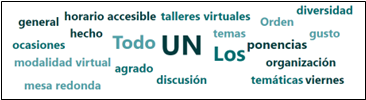 diversidad
general horario accesible talleres virtuales Orden
ocasiones hecho Todo UN temas gusto
Los ponencias
modalidad virtual agrado organización
mesa redonda discusión temáticas viernes